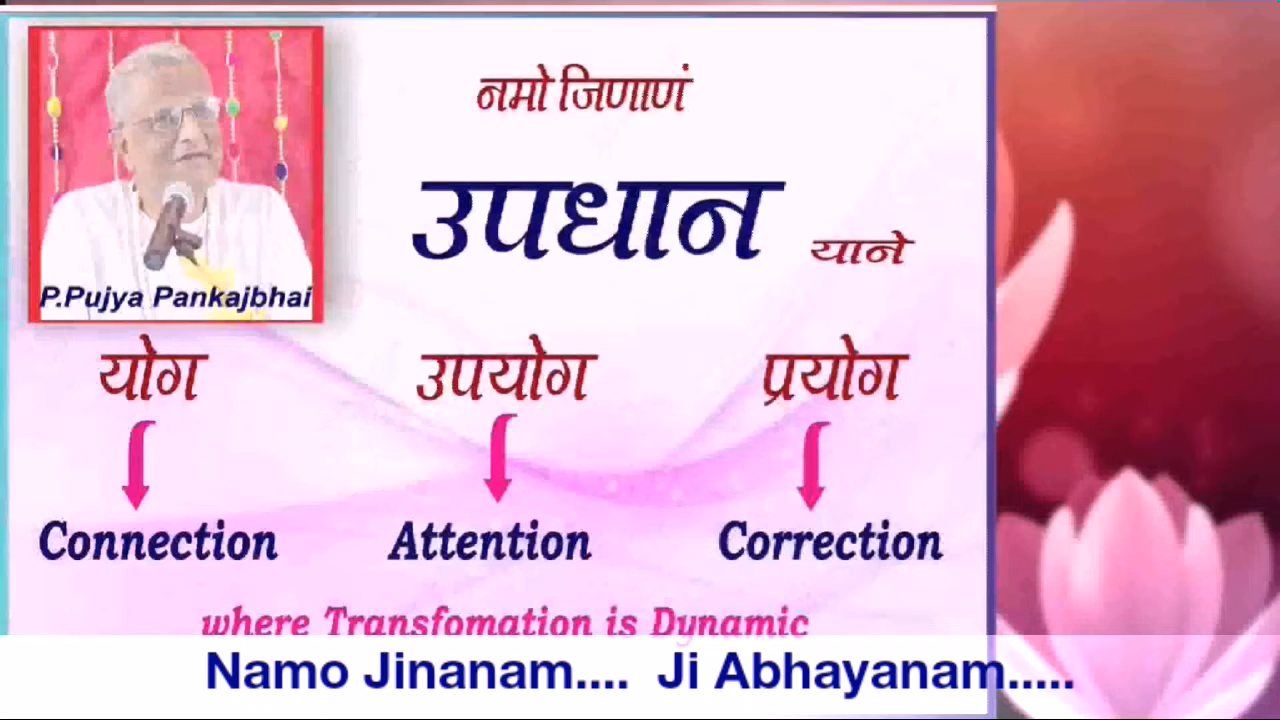 नमो जिणाणं
उपधान याने
P.Pujya Pankajbhai
योग उपयोग प्रयोग
Connection Attention Correction
where Transfomation is Dynamic
Namo Jinanam.... Ji Abhayanam.....